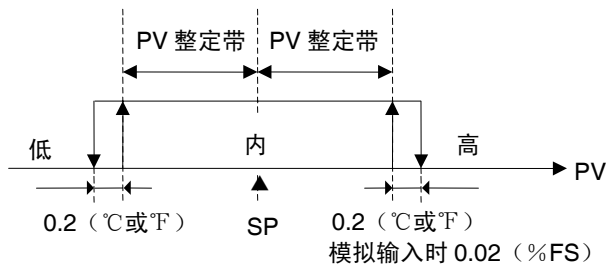 PV 整定带 PV 整定带
低 内 高
PV
0.2（℃或℉） SP 0.2（℃或℉）
模拟输入时 0.02（%FS）